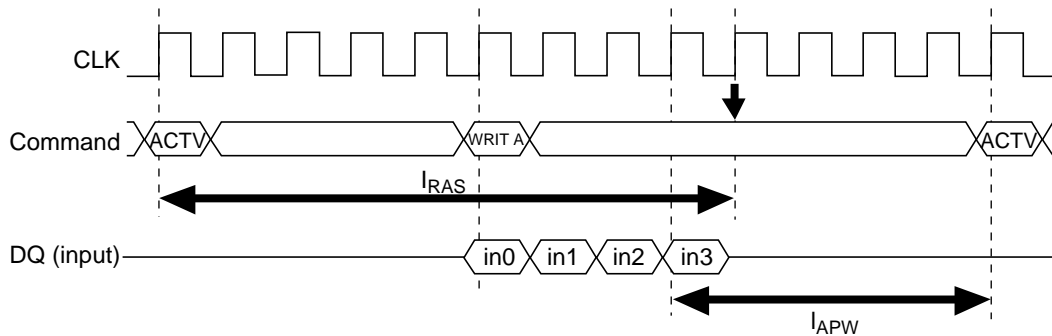 CLK
Command ACTV WRIT A ACTV
lRAS
DQ (input) in0 in1 in2 in3
lAPW